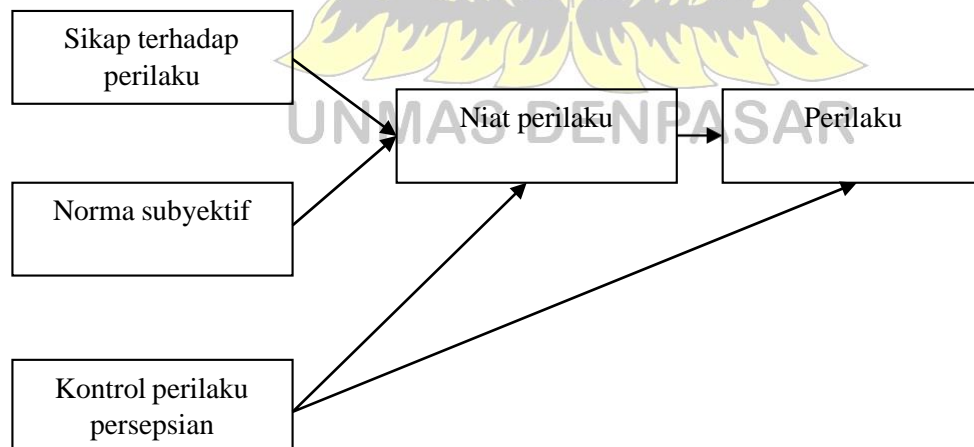 Sikap terhadap
perilaku
UNMAS DENPASAR
Niat perilaku
Perilaku
Norma subyektif
Kontrol perilaku
persepsian